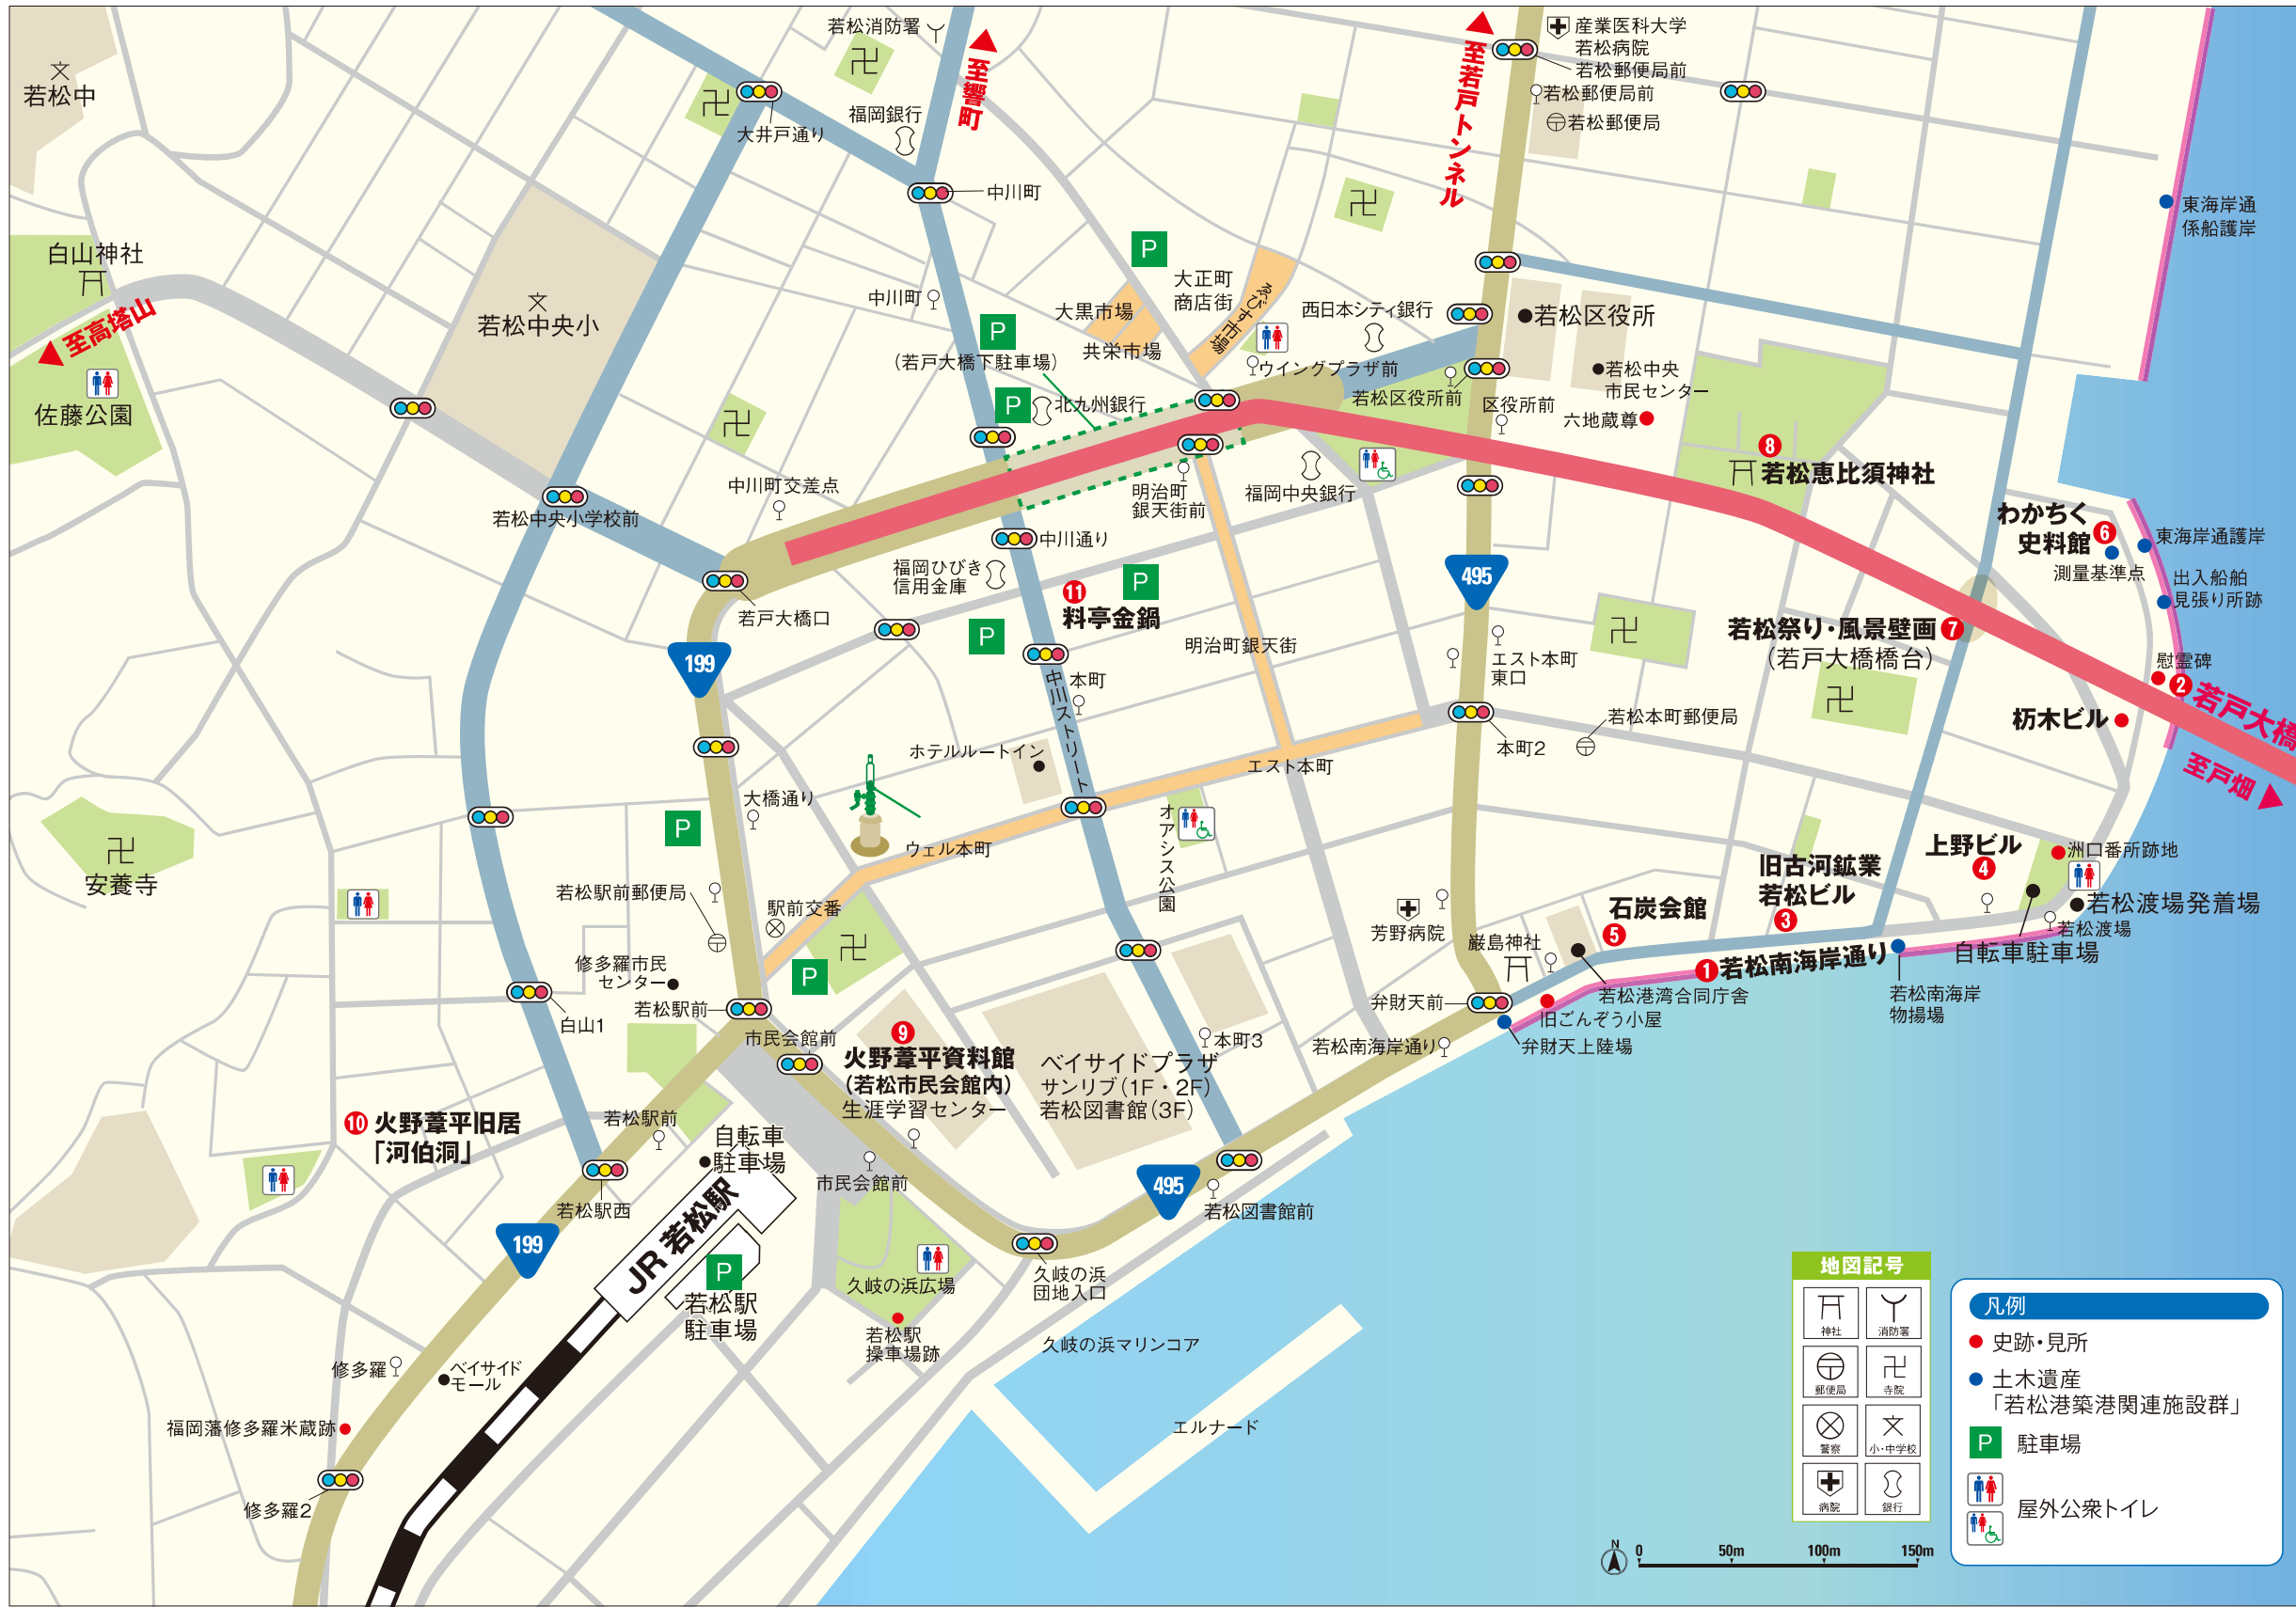 若松消防署
至響町
至若戸トンネル
産業医科大学
若松病院
若松郵便局前
若松郵便局前
若松郵便局
若松中
大井戸通り
福岡銀行
中川町
東海岸通
係船護岸
白山神社
至高塔山
佐藤公園
若松中央小
中川町
P
大正町
商店街
大黒市場
共栄市場
ゑびす市場
西日本シティ銀行
若松区役所
P
(若戸大橋下駐車場)
P
北九州銀行
ウイングプラザ前
若松区役所前
区役所前
若松中央
市民センター
六地蔵尊
8
若松恵比須神社
若松中央小学校前
中川町交差点
中川通り
明治町
銀天街前
福岡中央銀行
わかちく
史料館
6
測量基準点
東海岸通護岸
出入船舶
見張り所跡
若戸大橋口
福岡ひびき
信用金庫
11
料亭金鍋
P
P
495
199
明治町銀天街
エスト本町
東口
若松祭り・風景壁画
7
(若戸大橋橋台)
慰霊碑
2
若戸大橋
至戸畑
杤木ビル
本町
中川ストリート
ホテルルートイン
エスト本町
本町2
若松本町郵便局
大橋通り
P
ウェル本町
オアシス公園
安養寺
若松駅前郵便局
駅前交番
P
芳野病院
巌島神社
石炭会館
5
旧古河鉱業
若松ビル
3
上野ビル
4
洲口番所跡地
若松渡場発着場
若松渡場
自転車駐車場
1
若松南海岸通り
若松南海岸
物揚場
若松港湾合同庁舎
修多羅市民
センター
若松駅前
白山1
市民会館前
9
火野葦平資料館
(若松市民会館内)
生涯学習センター
ベイサイドプラザ
サンリブ(1F・2F)
若松図書館(3F)
本町3
弁財天前
旧ごんぞう小屋
弁財天上陸場
若松南海岸通り
10
火野葦平旧居
「河伯洞」
若松駅前
自転車
駐車場
市民会館前
495
若松図書館前
若松駅西
199
JR 若松駅
P
若松駅
駐車場
久岐の浜広場
久岐の浜
団地入口
若松駅
操車場跡
久岐の浜マリンコア
エルナード
修多羅
ベイサイド
モール
福岡藩修多羅米蔵跡
修多羅2
地図記号
神社
消防署
郵便局
寺院
警察
小・中学校
病院
銀行
凡例
史跡・見所
土木遺産
「若松港築港関連施設群」
P
駐車場
屋外公衆トイレ
N
0
50m
100m
150m